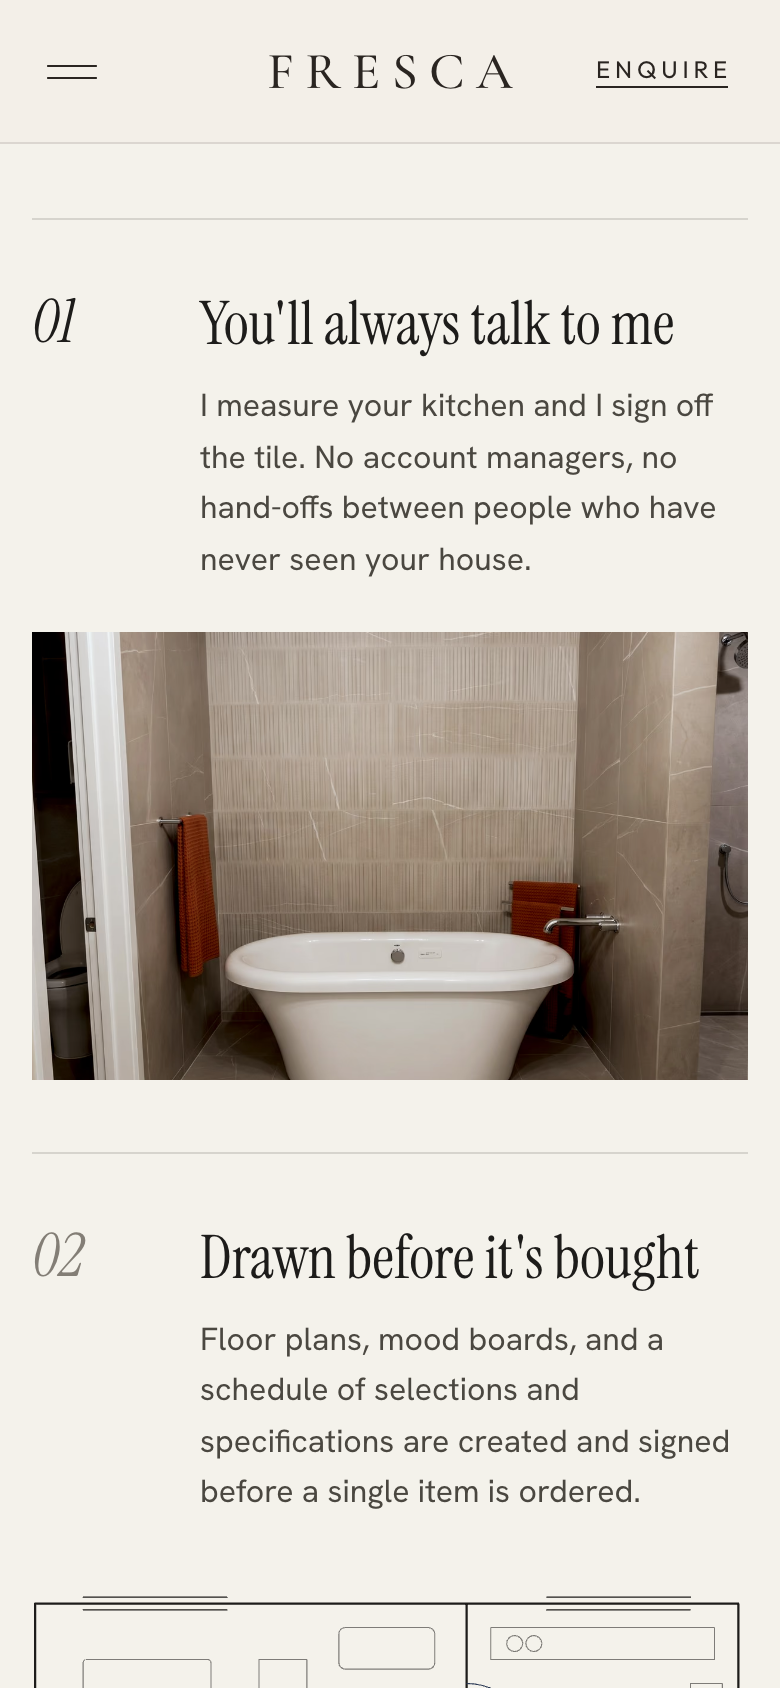 FRESCA
ENQUIRE
01
You'll always talk to me
I measure your kitchen and I sign off
the tile. No account managers, no
hand-offs between people who have
never seen your house.
02
Drawn before it's bought
Floor plans, mood boards, and a
schedule of selections and
specifications are created and signed
before a single item is ordered.